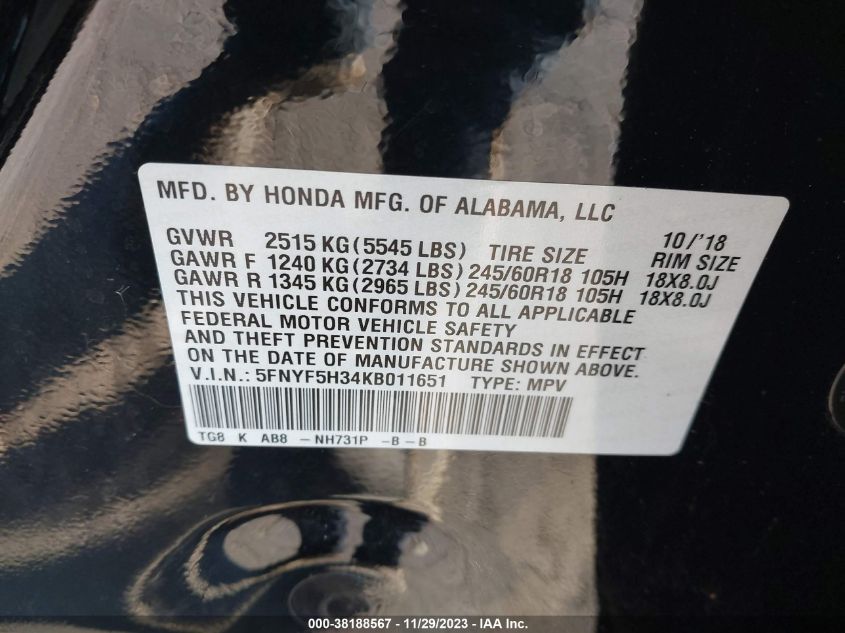 MFD. BY HONDA MFG. OF ALABAMA, LLC
10/'18
GVWR 2515 KG (5545 LBS) TIRE SIZE RIM SIZE
GAWR F 1240 KG (2734 LBS) 245/60R18 105H 18X8.0J
GAWR R 1345 KG (2965 LBS) 245/60R18 105H 18X8.0J
THIS VEHICLE CONFORMS TO ALL APPLICABLE
FEDERAL MOTOR VEHICLE SAFETY
AND THEFT PREVENTION STANDARDS IN EFFECT
ON THE DATE OF MANUFACTURE SHOWN ABOVE.
V.I.N.: 5FNYF5H34KB011651 TYPE: MPV
TG8 K AB8 - NH731P -B - B
000-38188567 - 11/29/2023 - IAA Inc.